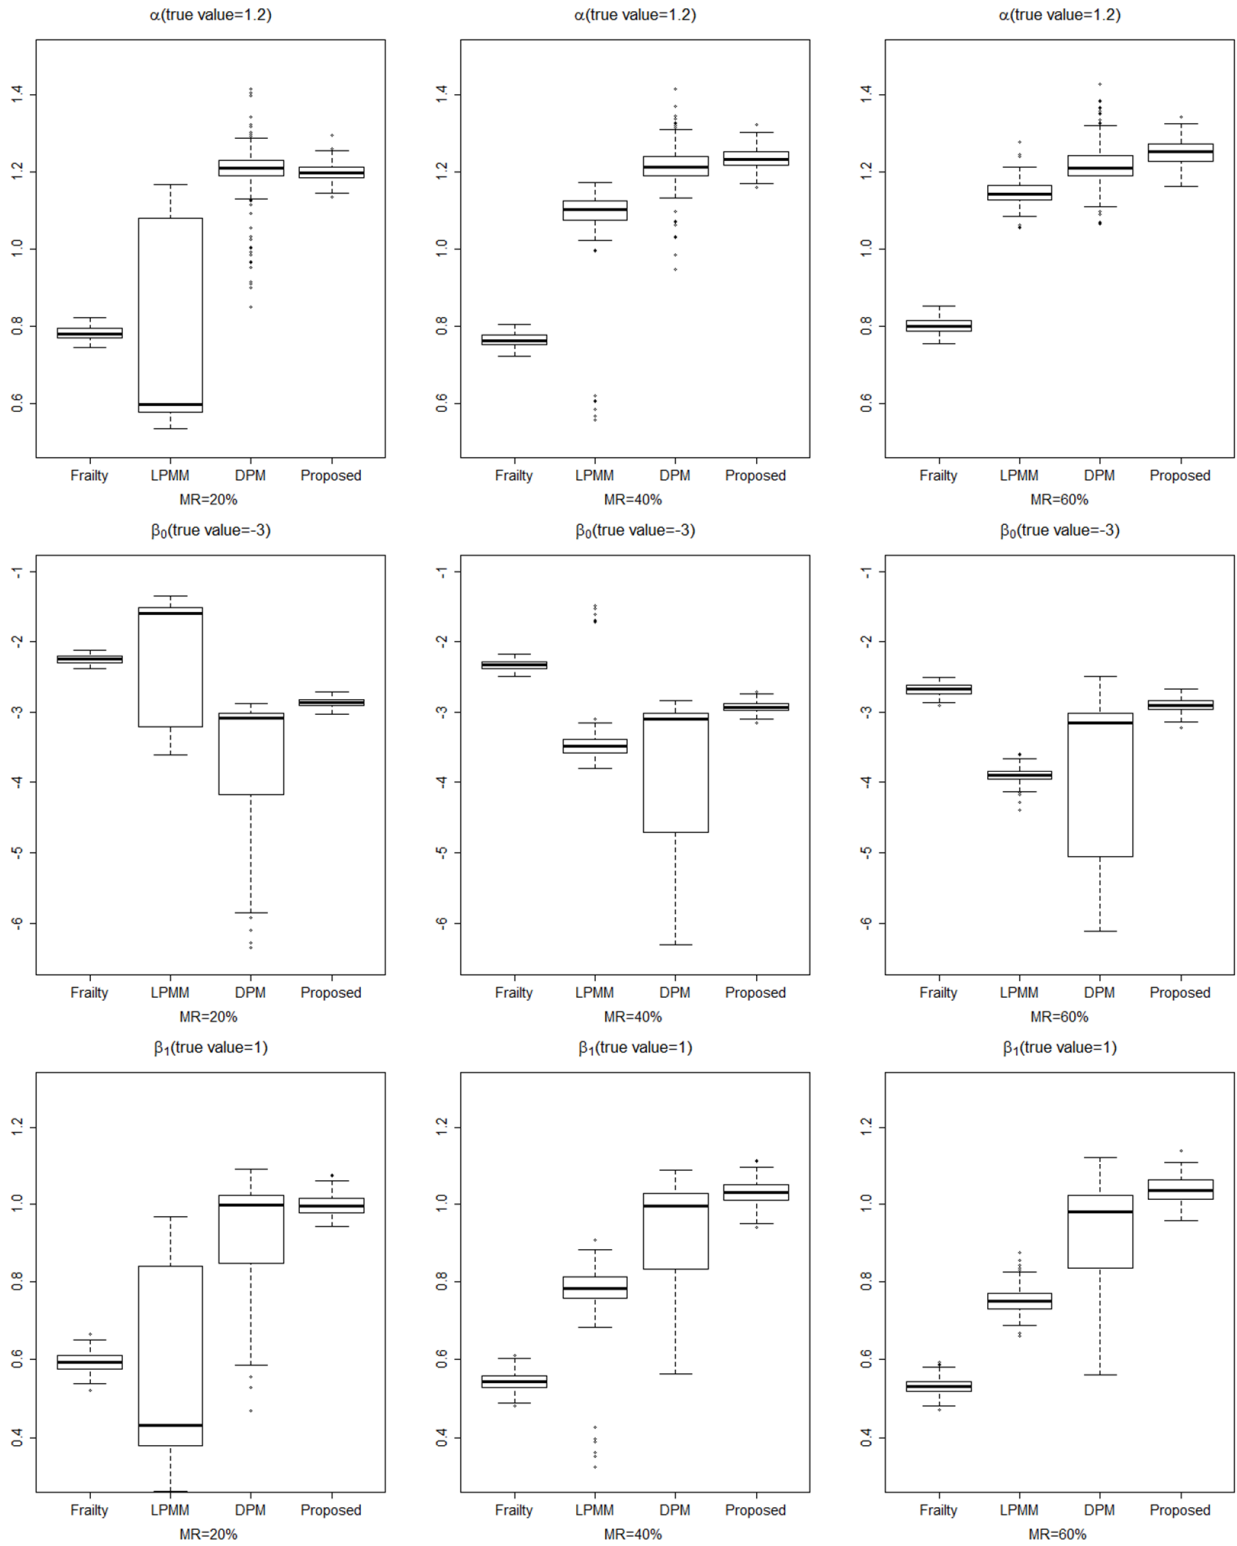 α(true value=1.2) α(true value=1.2) α(true value=1.2)
1.4 1.4 1.4
1.2 1.2 1.2
1.0 1.0 1.0
0.8 0.8 0.8
0.6 0.6 0.6
Frailty LPMM DPM Proposed Frailty LPMM DPM Proposed Frailty LPMM DPM Proposed
MR=20% MR=40% MR=60%
β0(true value=-3) β0(true value=-3) β0(true value=-3)
-1 -1 -1
-2 -2 -2
-3 -3 -3
-4 -4 -4
-5 -5 -5
-6 -6 -6
Frailty LPMM DPM Proposed Frailty LPMM DPM Proposed Frailty LPMM DPM Proposed
MR=20% MR=40% MR=60%
β1(true value=1) β1(true value=1) β1(true value=1)
1.2 1.2 1.2
1.0 1.0 1.0
0.8 0.8 0.8
0.6 0.6 0.6
0.4 0.4 0.4
Frailty LPMM DPM Proposed Frailty LPMM DPM Proposed Frailty LPMM DPM Proposed
MR=20% MR=40% MR=60%